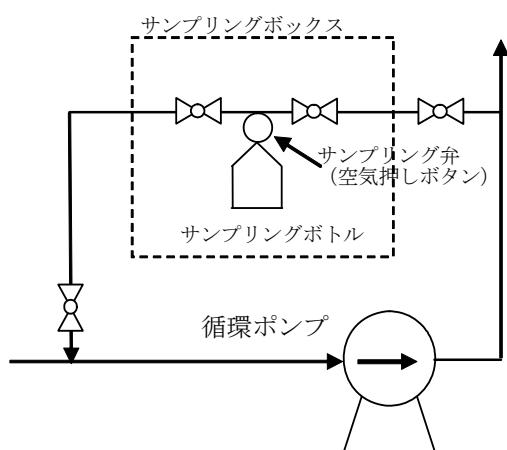 サンプリングボックス
サンプリング弁
（空気押しボタン）
サンプリングボトル
循環ポンプ